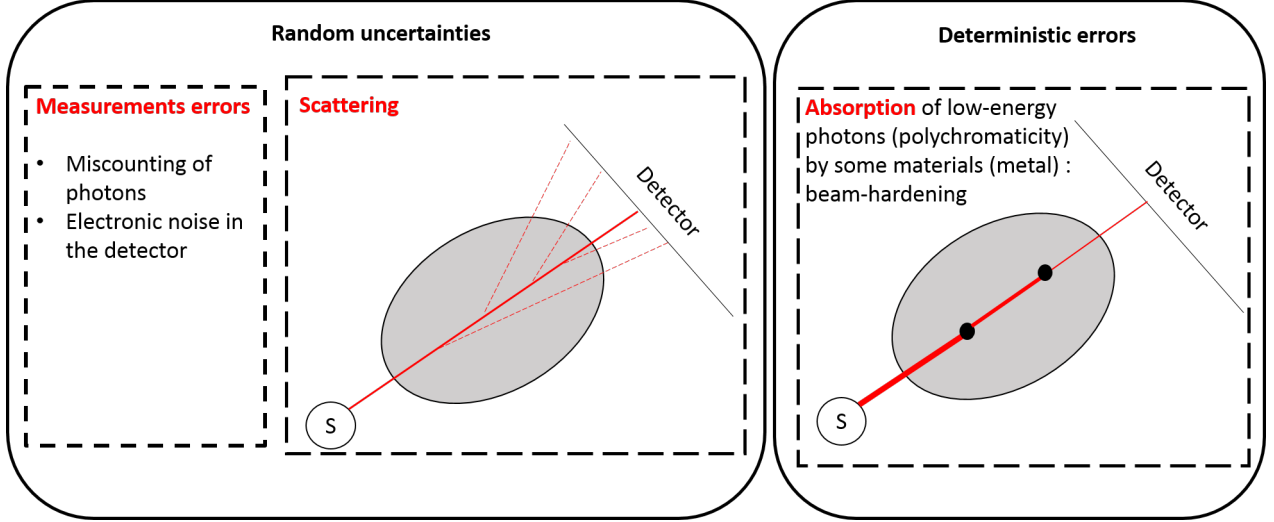 Random uncertainties
Measurements errors
• Miscounting of
photons
• Electronic noise in
the detector
Scattering
Detector
S
Deterministic errors
Absorption of low-energy
photons (polychromaticity)
by some materials (metal) :
beam-hardening
Detector
S